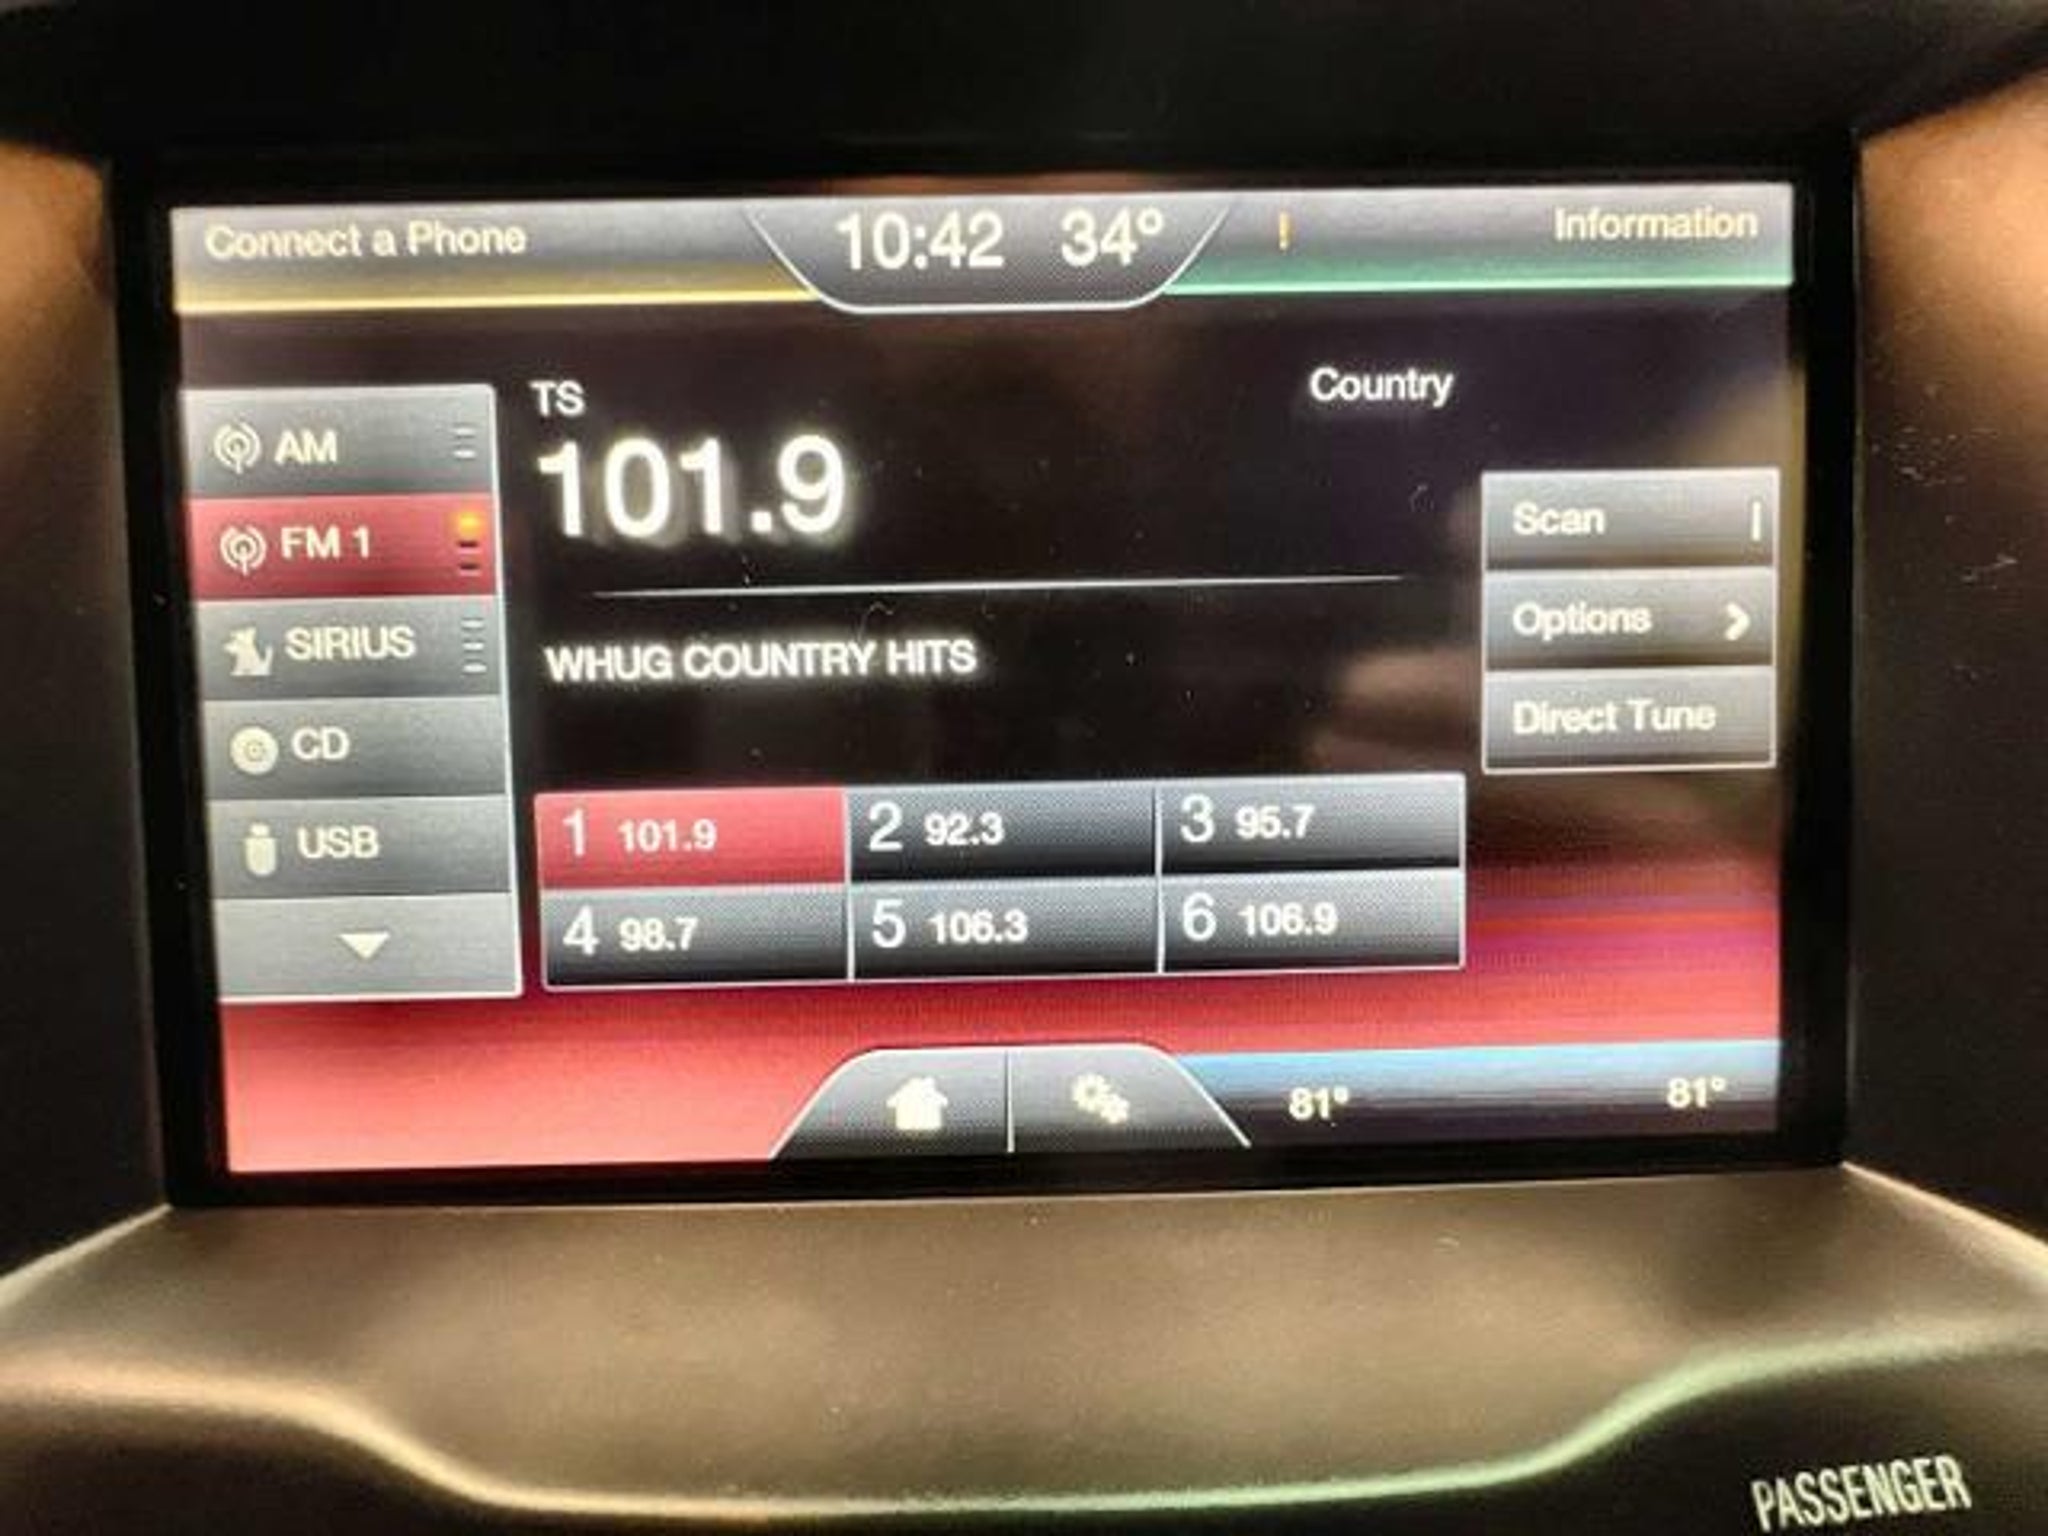 Connect a Phone
10:42 34°
! Information
TS
Country
101.9
WHUG COUNTRY HITS
AM
FM 1
SIRIUS
CD
USB
Scan
Options
Direct Tune
1 101.9
2 92.3
3 95.7
4 98.7
5 106.3
6 106.9
81°
81°
PASSENGER